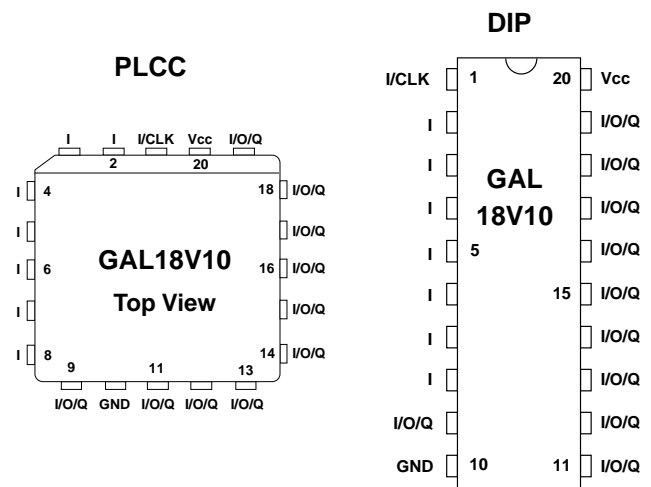 PLCC
I I I/CLK Vcc I/O/Q
2 20
I 4 18 I/O/Q
I I/O/Q
I 6 GAL18V10 16 I/O/Q
Top View
I I/O/Q
I 8 14 I/O/Q
9 11 13
I/O/Q GND I/O/Q I/O/Q I/O/Q
DIP
I/CLK 1 20 Vcc
I I/O/Q
I I/O/Q
GAL
I 18V10 I/O/Q
I 5 I/O/Q
I 15 I/O/Q
I I/O/Q
I I/O/Q
I/O/Q I/O/Q
GND 10 11 I/O/Q